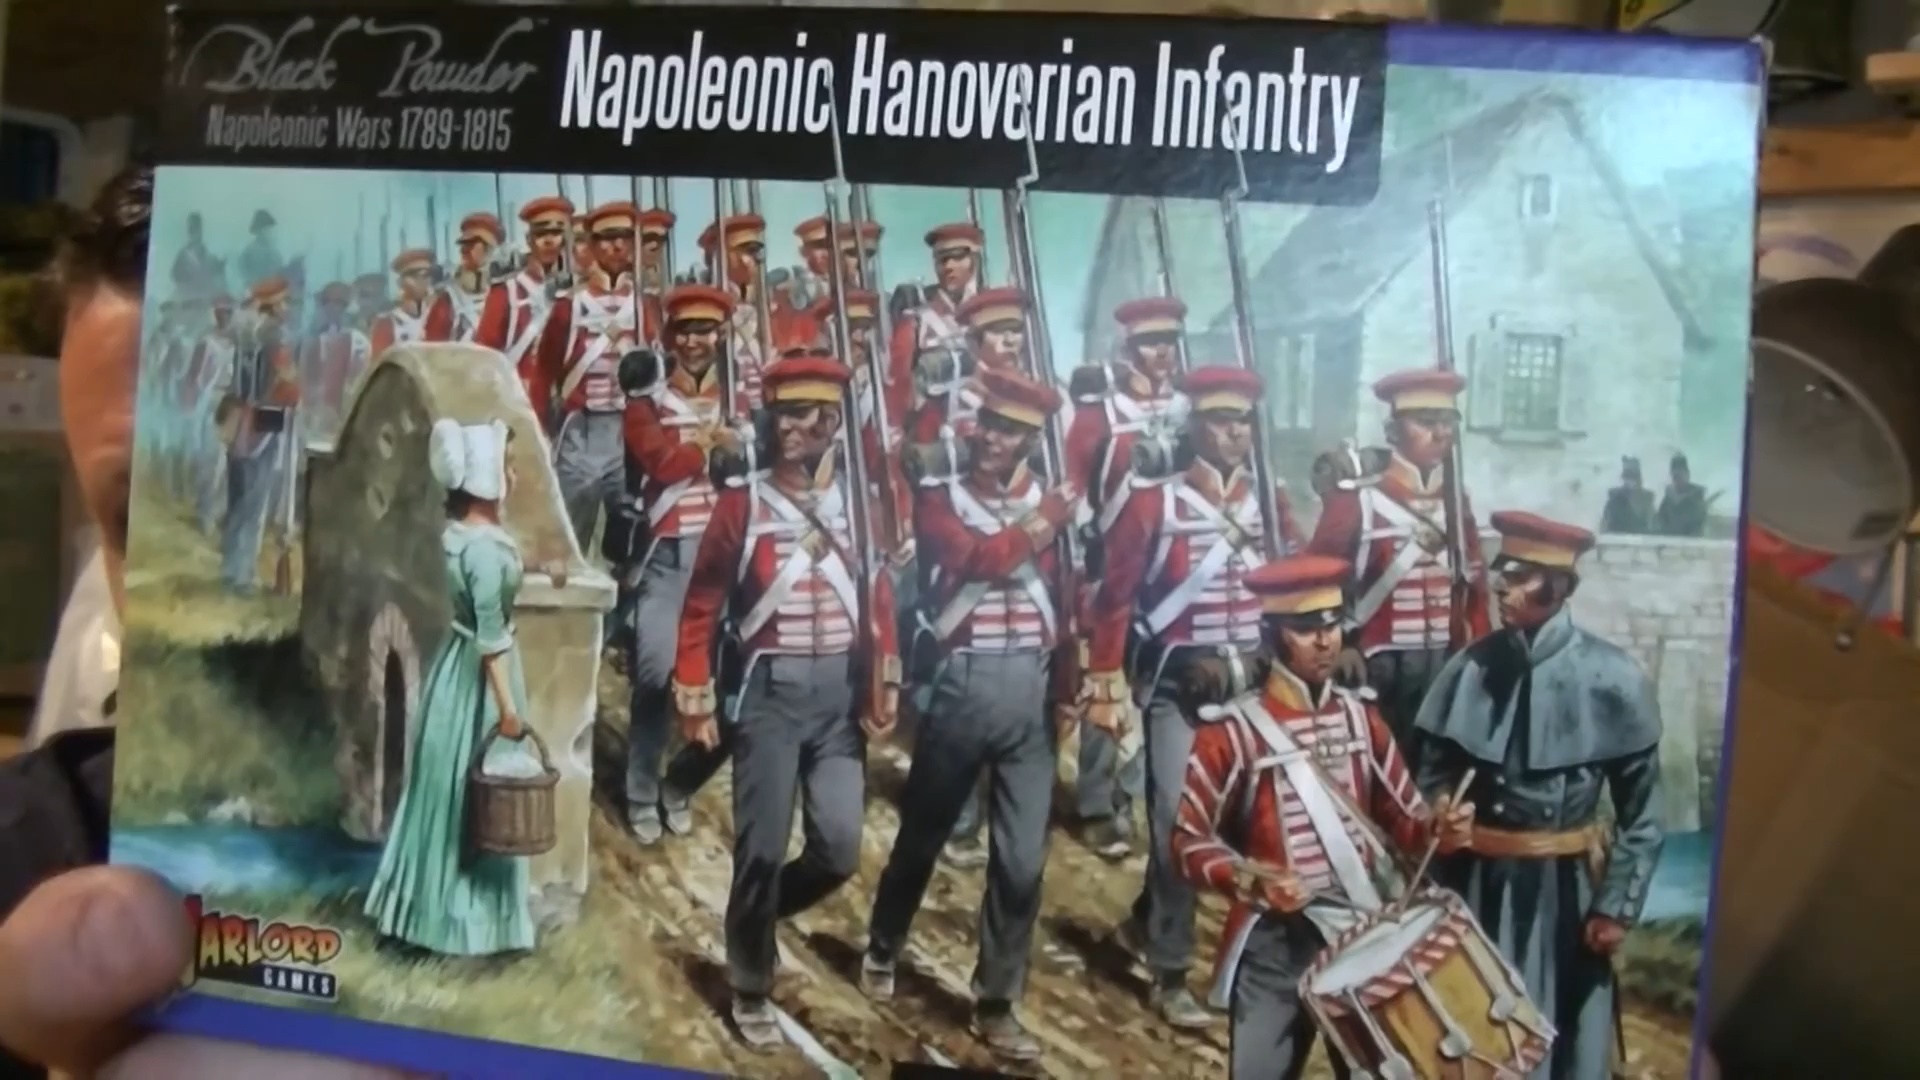 Black Powder
Napoleonic Wars 1789-1815
Napoleonic Hanoverian Infantry
WARLORD
GAMES